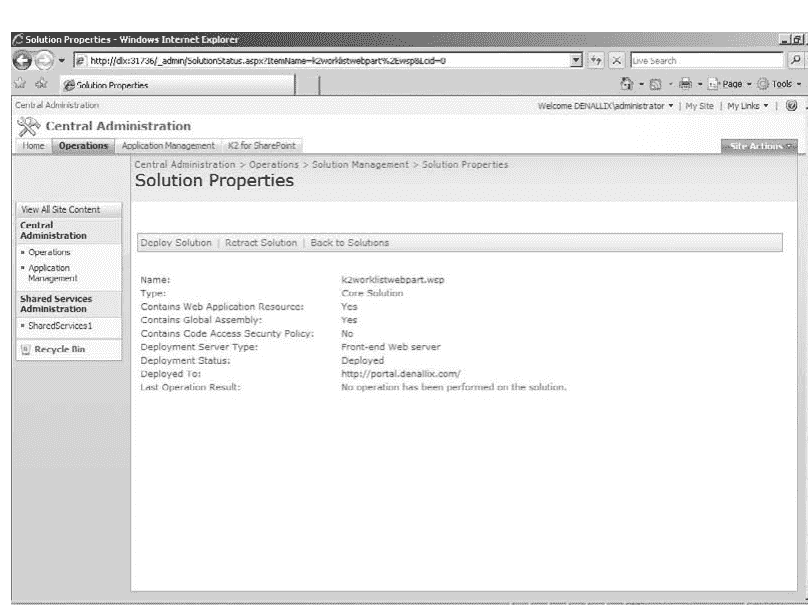 Solution Properties - Windows Internet Explorer
http://dlx:31736/_admin/SolutionStatus.aspx?ItemName=k2worklistwebpart%2Ewsp&Lcid=0
Live Search
Solution Properties
Page
Tools
Central Administration
Welcome DENALLIX\administrator
My Site
My Links
Central Administration
Home
Operations
Application Management
K2 for SharePoint
Site Actions
Central Administration > Operations > Solution Management > Solution Properties
Solution Properties
View All Site Content
Central
Administration
Operations
Application
Management
Shared Services
Administration
SharedServices1
Recycle Bin
Deploy Solution | Retract Solution | Back to Solutions
Name: k2worklistwebpart.wsp
Type: Core Solution
Contains Web Application Resource: Yes
Contains Global Assembly: Yes
Contains Code Access Security Policy: No
Deployment Server Type: Front-end Web server
Deployment Status: Deployed
Deployed To: http://portal.denallix.com/
Last Operation Result: No operation has been performed on the solution.